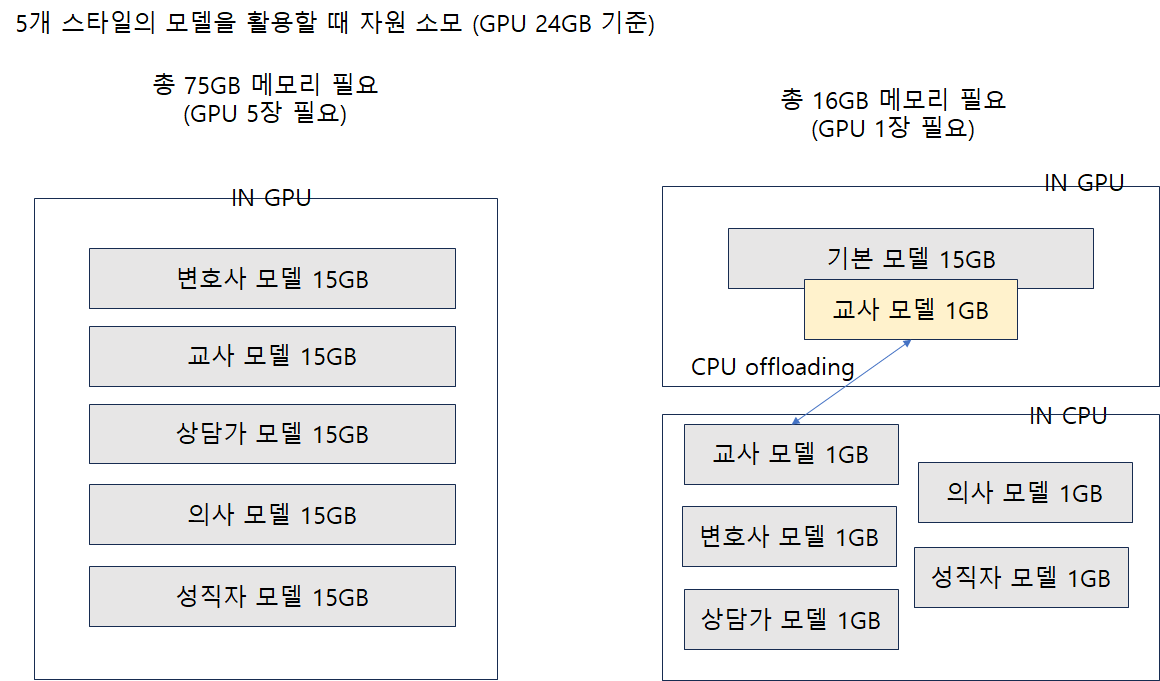 5개 스타일의 모델을 활용할 때 자원 소모 (GPU 24GB 기준)
총 75GB 메모리 필요
(GPU 5장 필요)
IN GPU
변호사 모델 15GB
교사 모델 15GB
상담가 모델 15GB
의사 모델 15GB
성직자 모델 15GB
총 16GB 메모리 필요
(GPU 1장 필요)
IN GPU
기본 모델 15GB
교사 모델 1GB
CPU offloading
IN CPU
교사 모델 1GB
의사 모델 1GB
변호사 모델 1GB
성직자 모델 1GB
상담가 모델 1GB